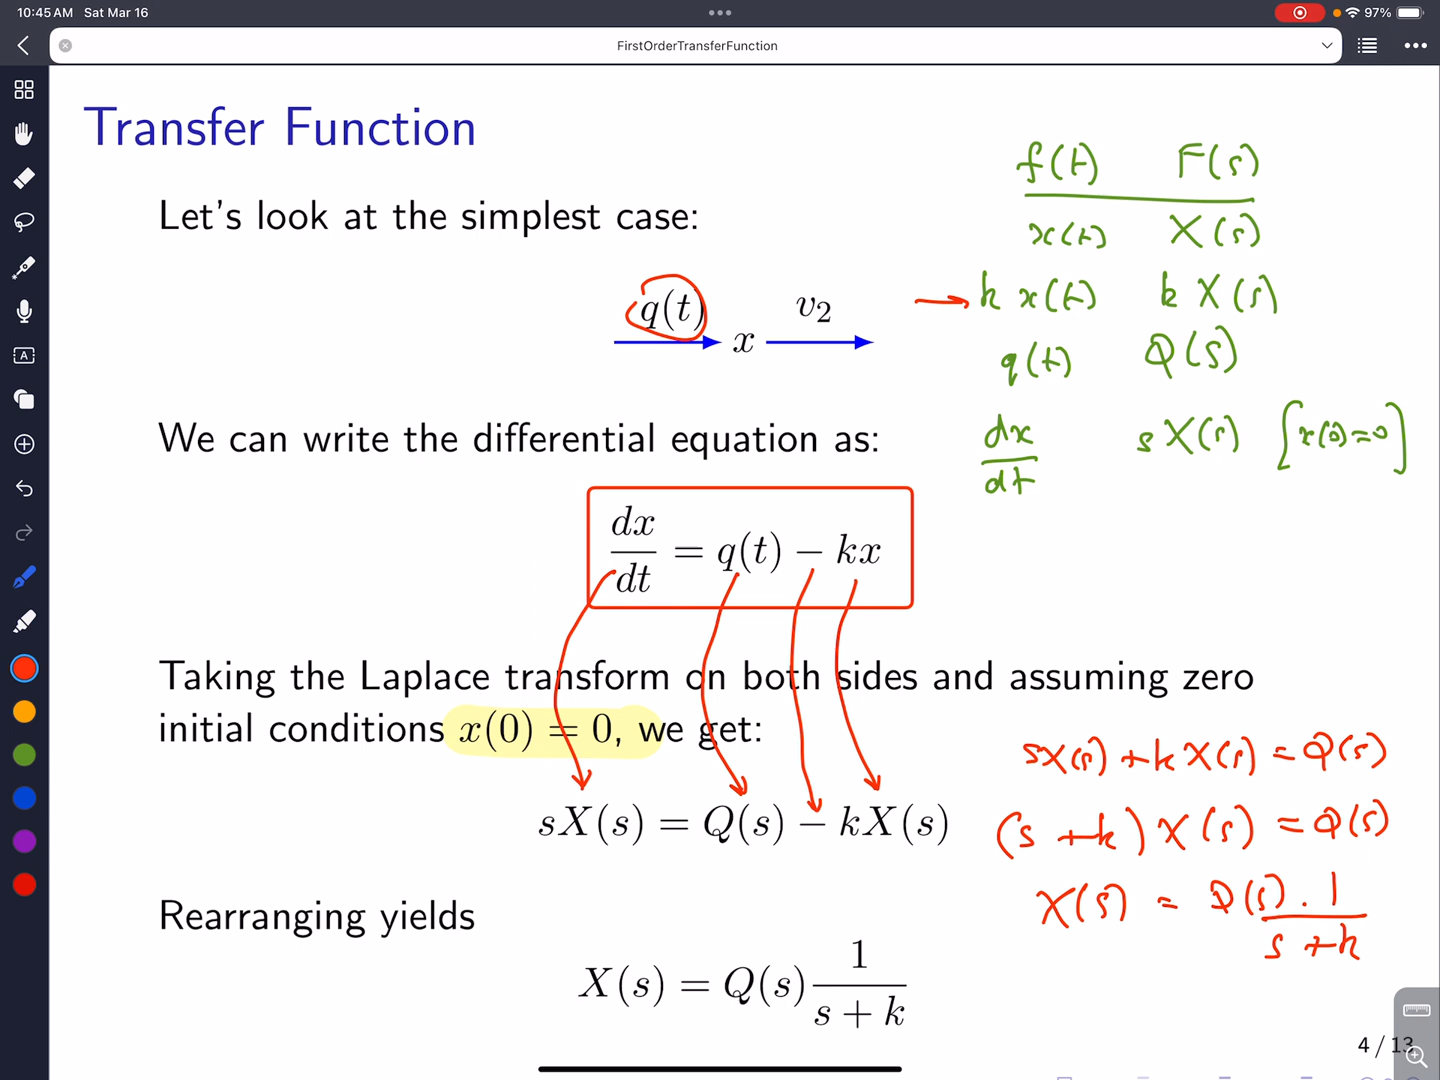 10:45 AM Sat Mar 16
97%
FirstOrderTransferFunction
Transfer Function
Let's look at the simplest case:
q(t) x v₂
We can write the differential equation as:
dx/dt = q(t) − kx
Taking the Laplace transform on both sides and assuming zero
initial conditions x(0) = 0, we get:
sX(s) = Q(s) − kX(s)
Rearranging yields
X(s) = Q(s) 1/(s + k)
f(t) F(s)
x(t) X(s)
→ k x(t) k X(s)
q(t) Q(s)
dx/dt sX(s) [x(0)=0]
sX(s) + k X(s) = Q(s)
(s + k) X(s) = Q(s)
X(s) = Q(s) · 1/(s + k)
4 / 13
A